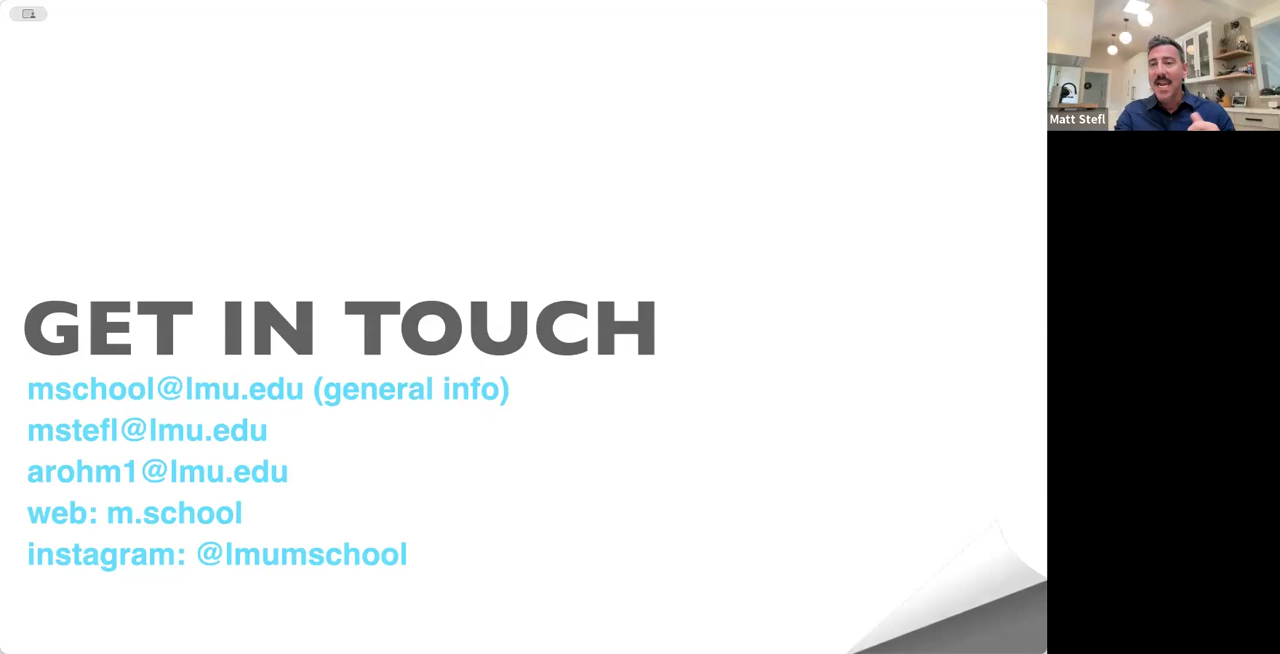 GET IN TOUCH
mschool@lmu.edu (general info)
mstefl@lmu.edu
arohm1@lmu.edu
web: m.school
instagram: @lmumschool
Matt Stefl